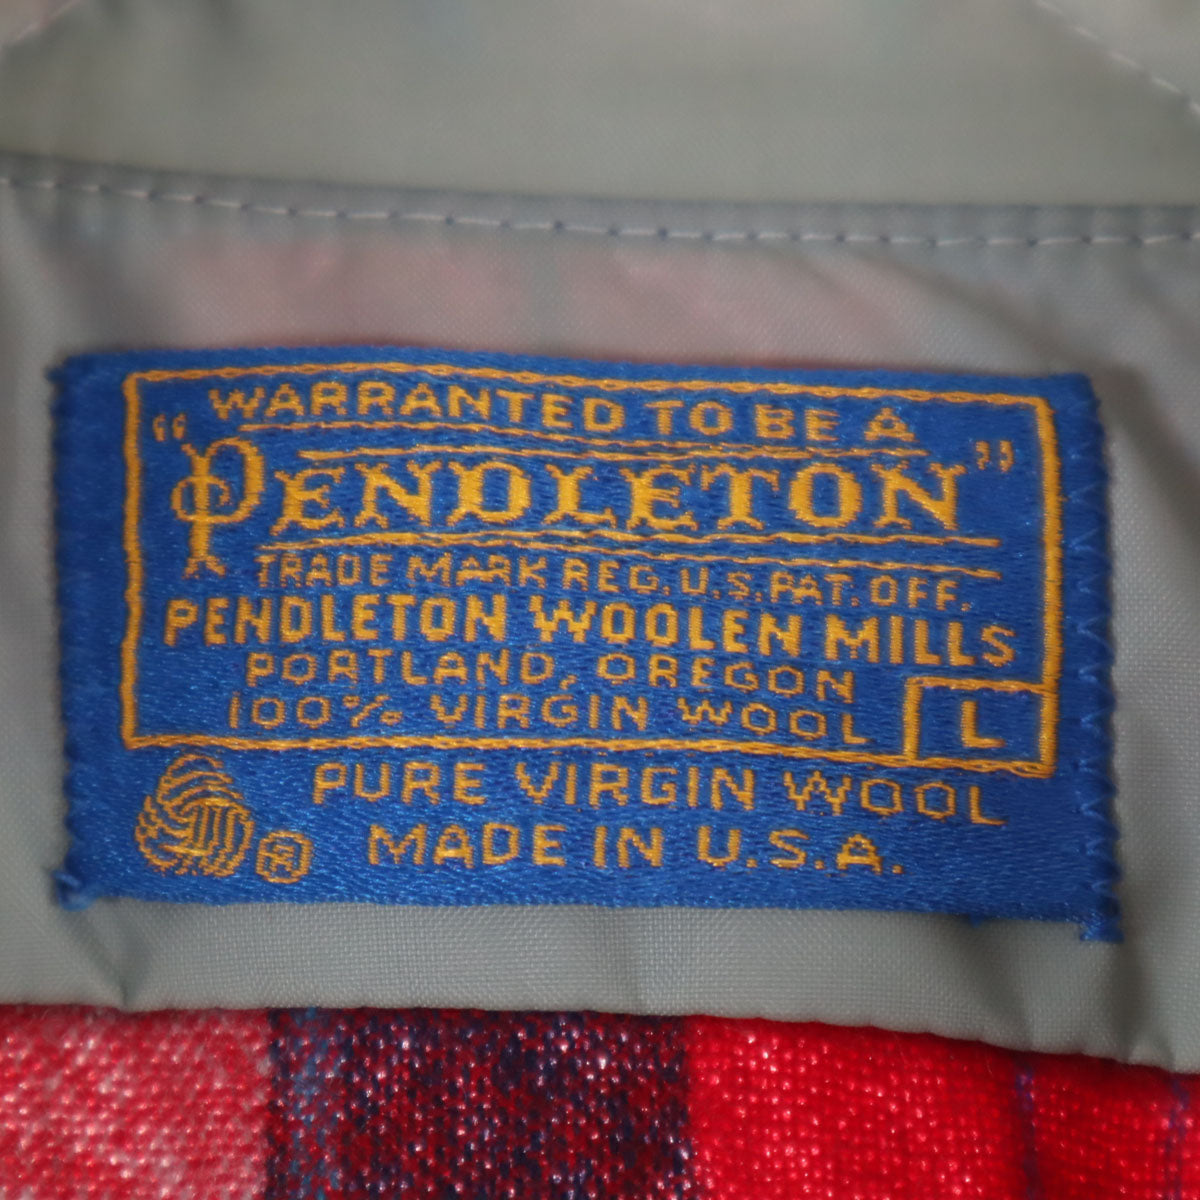 WARRANTED TO BE A
"PENDLETON"
TRADE MARK REG. U.S. PAT. OFF.
PENDLETON WOOLEN MILLS
PORTLAND, OREGON
100% VIRGIN WOOL L
PURE VIRGIN WOOL
® MADE IN U.S.A.